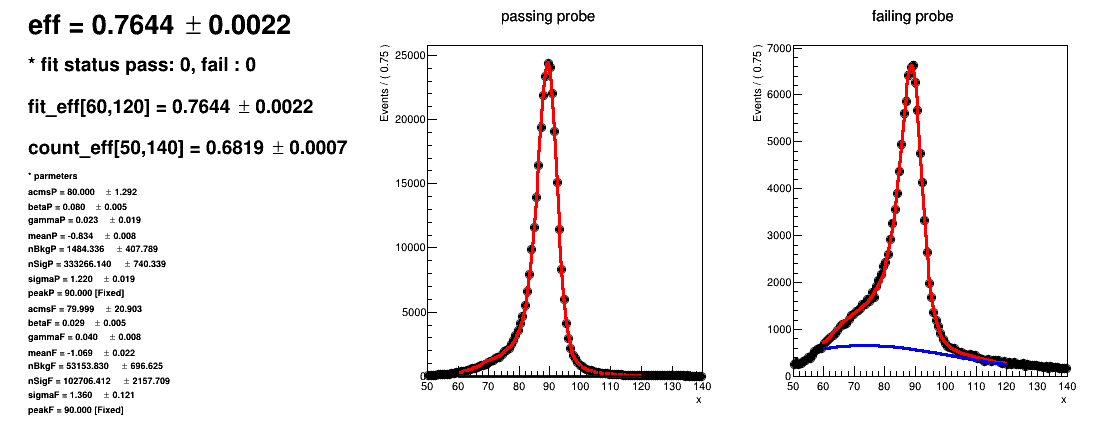 eff = 0.7644 ± 0.0022
* fit status pass: 0, fail : 0
fit_eff[60,120] = 0.7644 ± 0.0022
count_eff[50,140] = 0.6819 ± 0.0007
* parmeters
acmsP = 80.000 ± 1.292
betaP = 0.080 ± 0.005
gammaP = 0.023 ± 0.019
meanP = -0.834 ± 0.008
nBkgP = 1484.336 ± 407.789
nSigP = 333266.140 ± 740.339
sigmaP = 1.220 ± 0.019
peakP = 90.000 [Fixed]
acmsF = 79.999 ± 20.903
betaF = 0.029 ± 0.005
gammaF = 0.040 ± 0.008
meanF = -1.069 ± 0.022
nBkgF = 53153.830 ± 696.625
nSigF = 102706.412 ± 2157.709
sigmaF = 1.360 ± 0.121
peakF = 90.000 [Fixed]
passing probe
Events / ( 0.75 )
25000
20000
15000
10000
5000
0
50 60 70 80 90 100 110 120 130 140
x
failing probe
Events / ( 0.75 )
7000
6000
5000
4000
3000
2000
1000
0
50 60 70 80 90 100 110 120 130 140
x